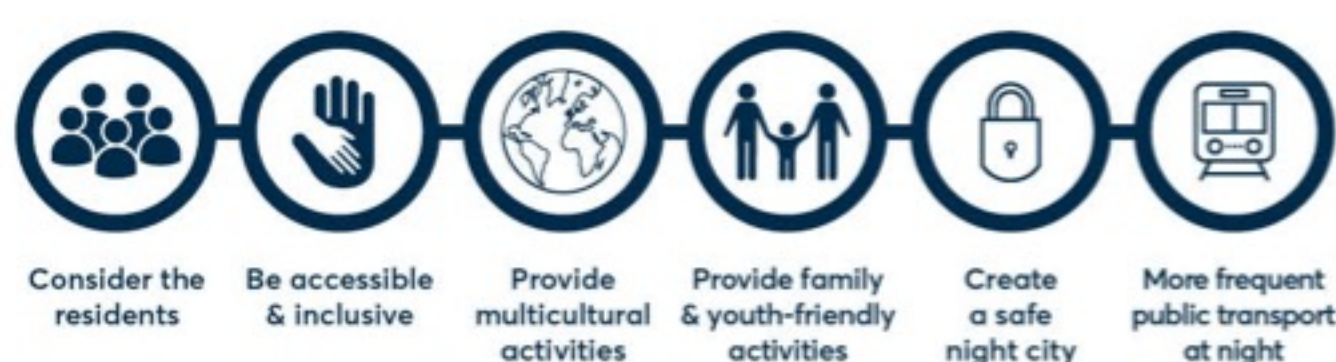 Consider the
residents
Be accessible
& inclusive
Provide
multicultural
activities
Provide family
& youth-friendly
activities
Create
a safe
night city
More frequent
public transport
at night